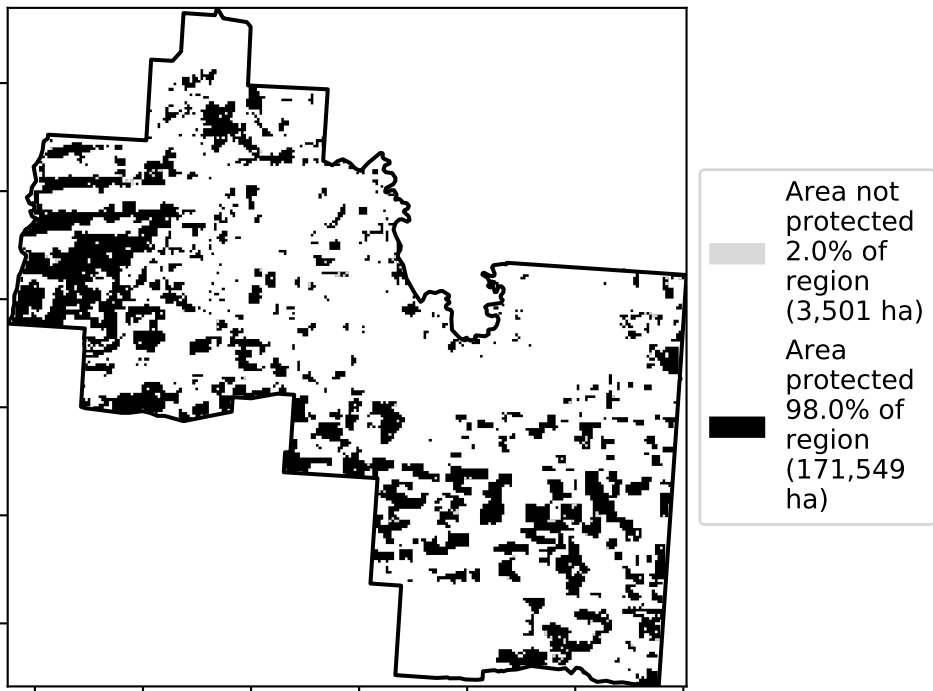 Area not
protected
2.0% of
region
(3,501 ha)
Area
protected
98.0% of
region
(171,549
ha)